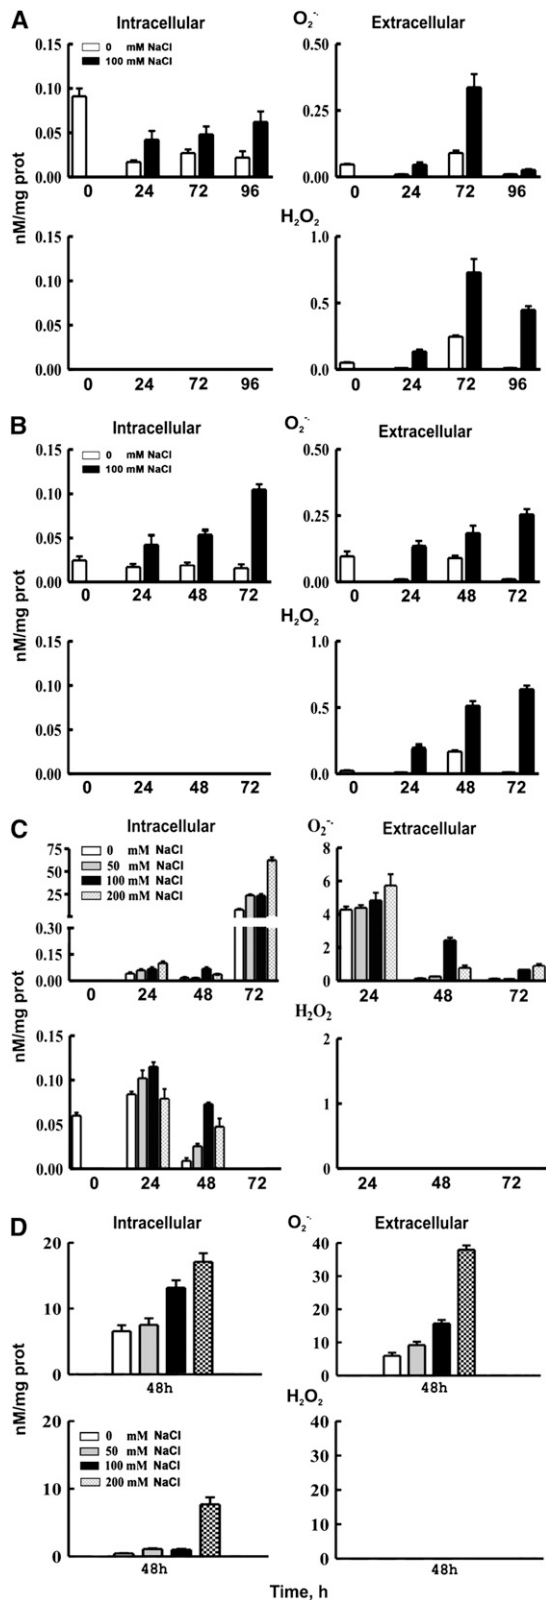 A Intracellular O2-· Extracellular
0.15 0.50
0 mM NaCl
100 mM NaCl
0.10
0.25
0.05
0.00 0.00
0 24 72 96 0 24 72 96
nM/mg prot
H2O2
0.15 1.0
0.10
0.5
0.05
0.00 0.0
0 24 72 96 0 24 72 96
B Intracellular O2-· Extracellular
0.15 0.50
0 mM NaCl
100 mM NaCl
0.10
0.25
0.05
0.00 0.00
0 24 48 72 0 24 48 72
nM/mg prot
H2O2
0.15 1.0
0.10
0.5
0.05
0.00 0.0
0 24 48 72 0 24 48 72
C Intracellular O2-· Extracellular
75 8
0 mM NaCl
50 mM NaCl
100 mM NaCl
200 mM NaCl
50 6
25 4
0.30
0.15 2
0.00 0
0 24 48 72 24 48 72
nM/mg prot
H2O2
0.15 2
0.10
1
0.05
0.00 0
0 24 48 72 24 48 72
D Intracellular O2-· Extracellular
20 40
30
10 20
10
0 0
48h 48h
nM/mg prot
H2O2
20 40
0 mM NaCl
50 mM NaCl
100 mM NaCl
200 mM NaCl
30
10 20
10
0 0
48h 48h
Time, h